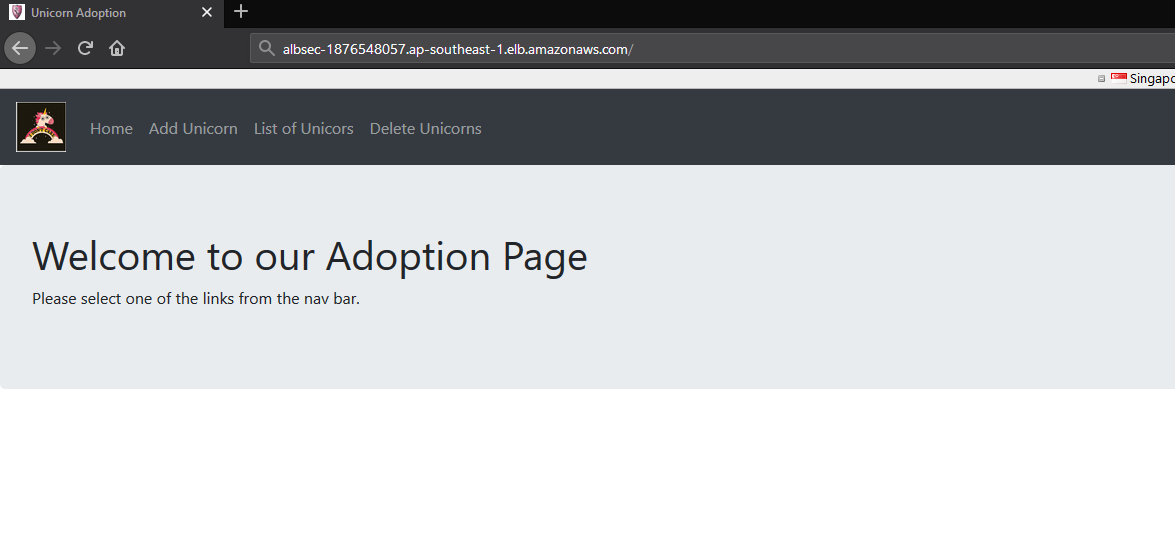 Unicorn Adoption
albsec-1876548057.ap-southeast-1.elb.amazonaws.com/
Singapo
Home Add Unicorn List of Unicors Delete Unicorns
Welcome to our Adoption Page
Please select one of the links from the nav bar.